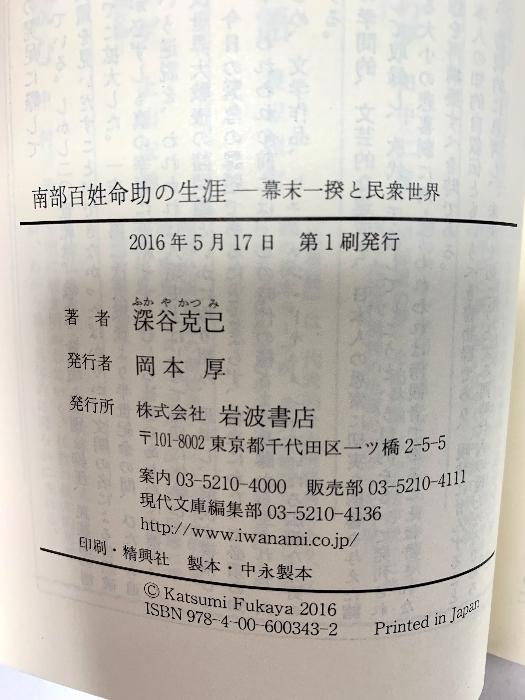 南部百姓命助の生涯―幕末一揆と民衆世界
2016年5月17日　第1刷発行
ふかやかつみ
著者　深谷克己
発行者　岡本　厚
発行所　株式会社　岩波書店
〒101-8002 東京都千代田区一ツ橋2-5-5
案内 03-5210-4000　販売部 03-5210-4111
現代文庫編集部 03-5210-4136
http://www.iwanami.co.jp/
印刷・精興社　製本・中永製本
© Katsumi Fukaya 2016
ISBN 978-4-00-600343-2　Printed in Japan